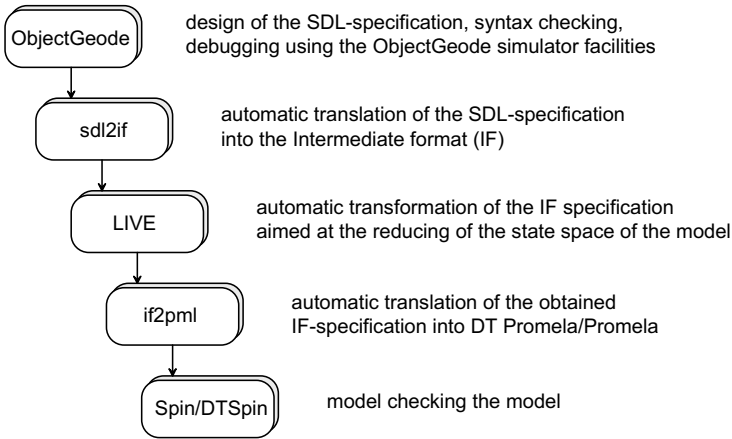 ObjectGeode
design of the SDL-specification, syntax checking,
debugging using the ObjectGeode simulator facilities
sdl2if
automatic translation of the SDL-specification
into the Intermediate format (IF)
LIVE
automatic transformation of the IF specification
aimed at the reducing of the state space of the model
if2pml
automatic translation of the obtained
IF-specification into DT Promela/Promela
Spin/DTSpin
model checking the model